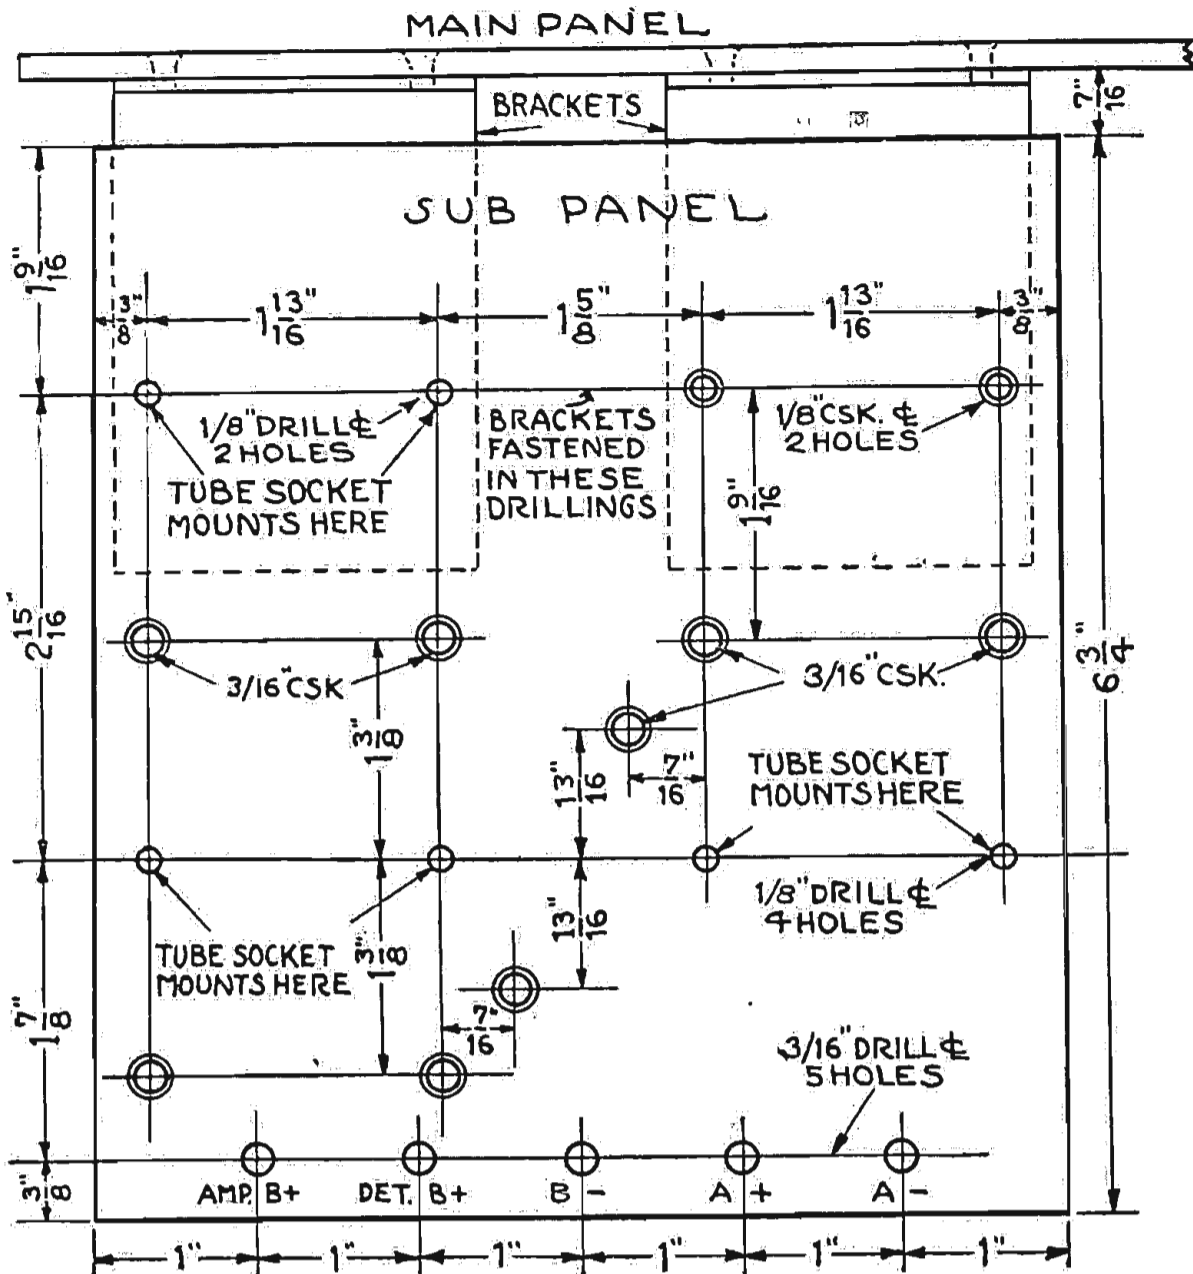 MAIN PANEL
BRACKETS
7"/16
SUB PANEL
1 9"/16
3"/8
1 13"/16
1 5"/8
1 13"/16
3"/8
1/8" DRILL ℄
2 HOLES
BRACKETS
FASTENED
IN THESE
DRILLINGS
1/8" CSK. ℄
2 HOLES
TUBE SOCKET
MOUNTS HERE
1 9"/16
2 15"/16
6 3"/4
3/16" CSK
3/16" CSK.
1 3"/8
13"/16
7"/16
TUBE SOCKET
MOUNTS HERE
1/8" DRILL ℄
4 HOLES
13"/16
1 3"/8
TUBE SOCKET
MOUNTS HERE
1 7"/8
7"/16
3/16" DRILL ℄
5 HOLES
3"/8
AMP. B+ DET. B+ B - A + A -
1" 1" 1" 1" 1" 1"